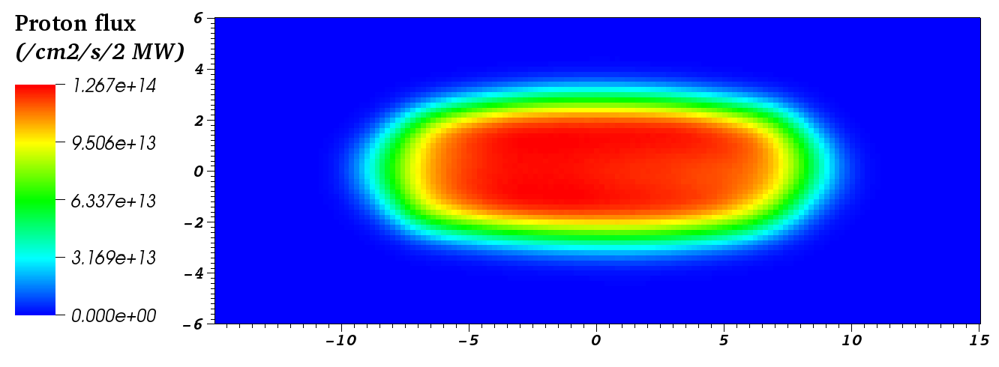 Proton flux
(/cm2/s/2 MW)
1.267e+14
9.506e+13
6.337e+13
3.169e+13
0.000e+00
6
4
2
0
-2
-4
-6
-10
-5
0
5
10
15